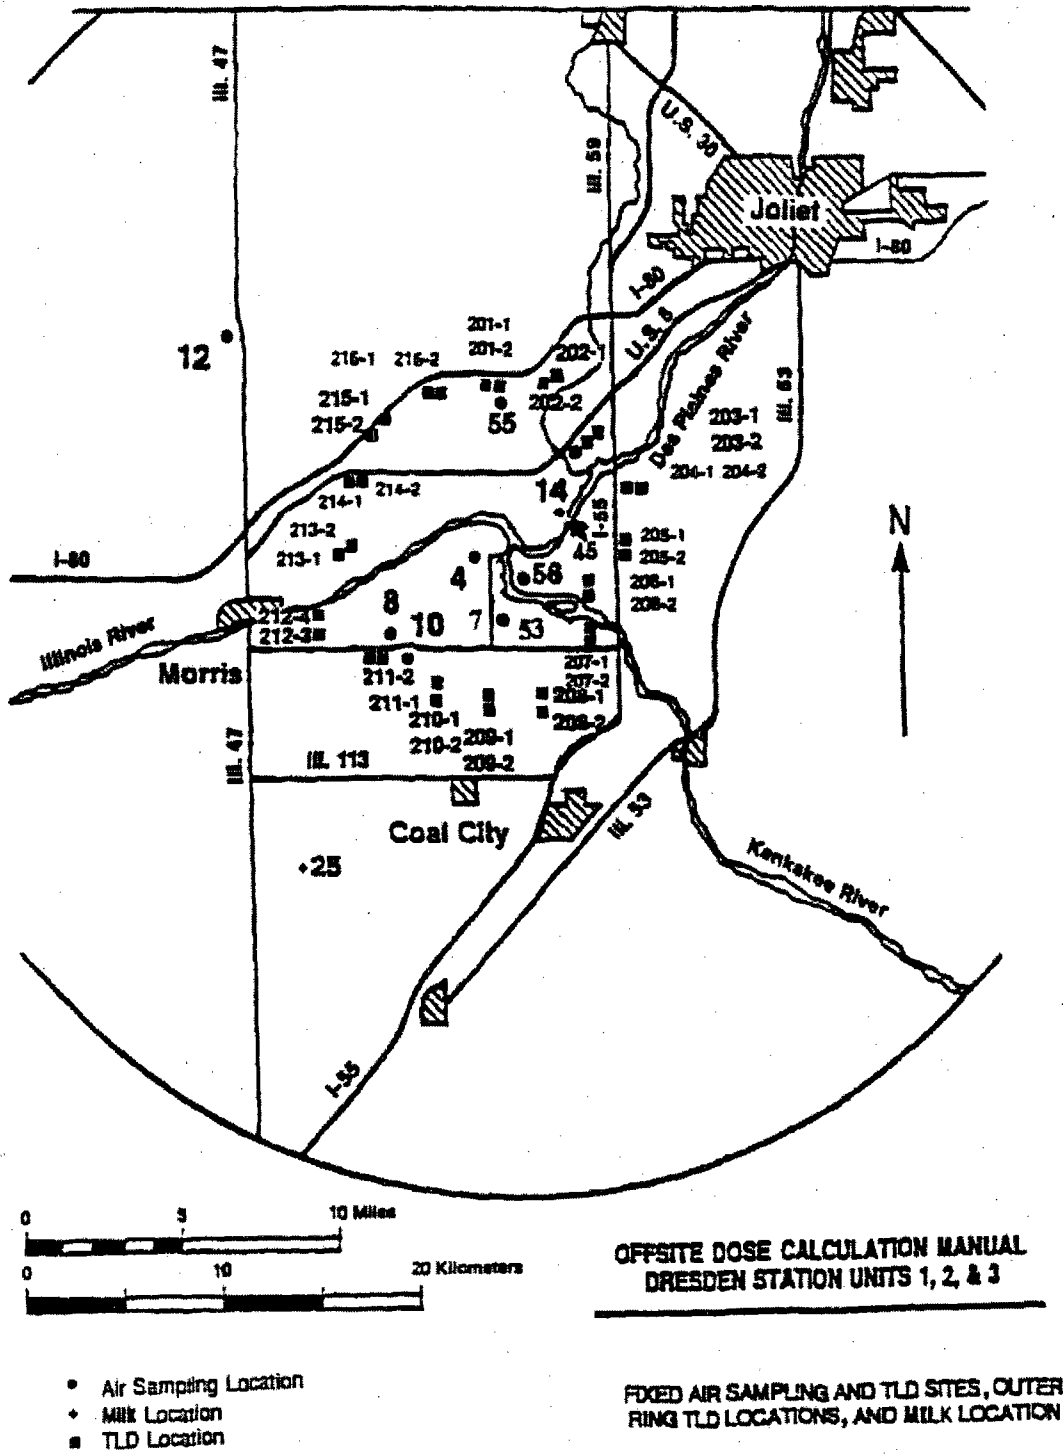 Ill. 47
Ill. 59
U.S. 30
Joliet
I-80
I-80
U.S. 6
Des Plaines River
Ill. 53
12
201-1
201-2
216-1 216-2
202-1
202-2
215-1
215-2
55
203-1
203-2
204-1 204-2
214-1 214-2
14
I-55
45
213-2
213-1
205-1
205-2
N
I-80
4
56
206-1
206-2
8
10
7
53
212-4
212-3
Illinois River
Morris
211-2
211-1
207-1
207-2
208-1
208-2
210-1
210-2
209-1
209-2
Ill. 47
Ill. 113
Coal City
Ill. 53
25
Kankakee River
I-55
0 5 10 Miles
0 10 20 Kilometers
OFFSITE DOSE CALCULATION MANUAL
DRESDEN STATION UNITS 1, 2, & 3
• Air Sampling Location
♦ Milk Location
■ TLD Location
FIXED AIR SAMPLING AND TLD SITES, OUTER
RING TLD LOCATIONS, AND MILK LOCATION